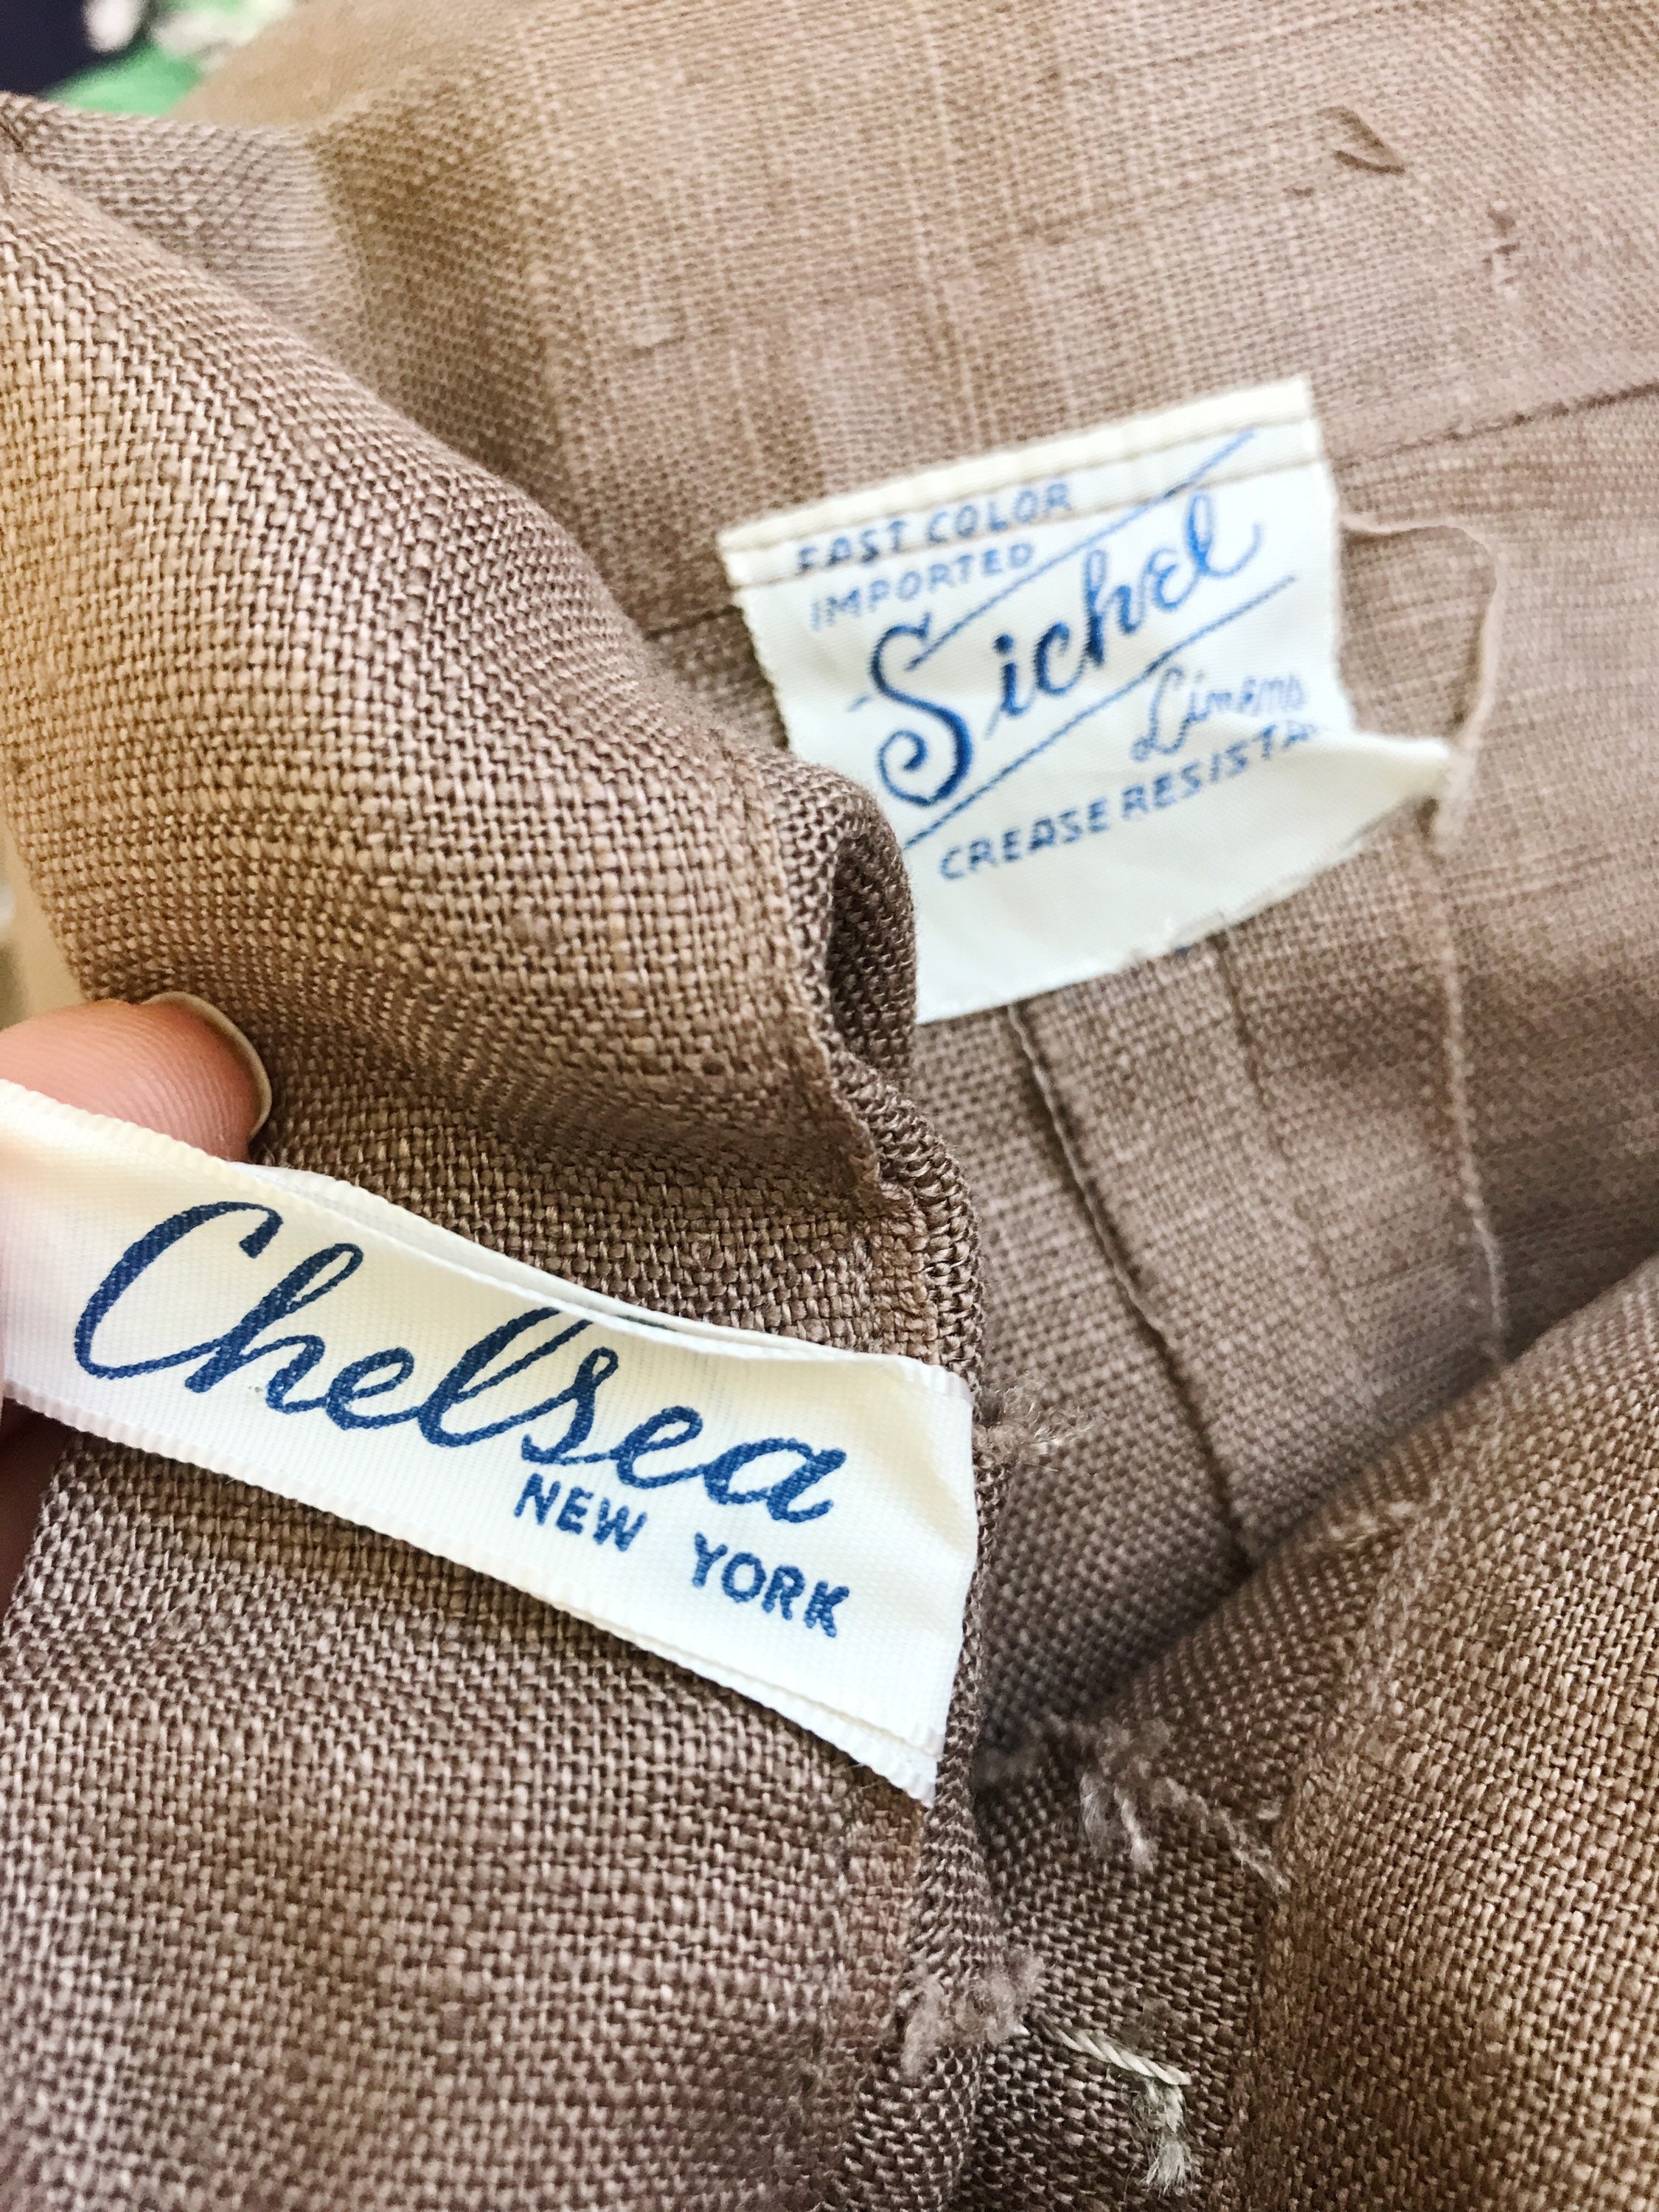 FAST COLOR
IMPORTED
Sichel
Linens
CREASE RESISTA
Chelsea
NEW YORK